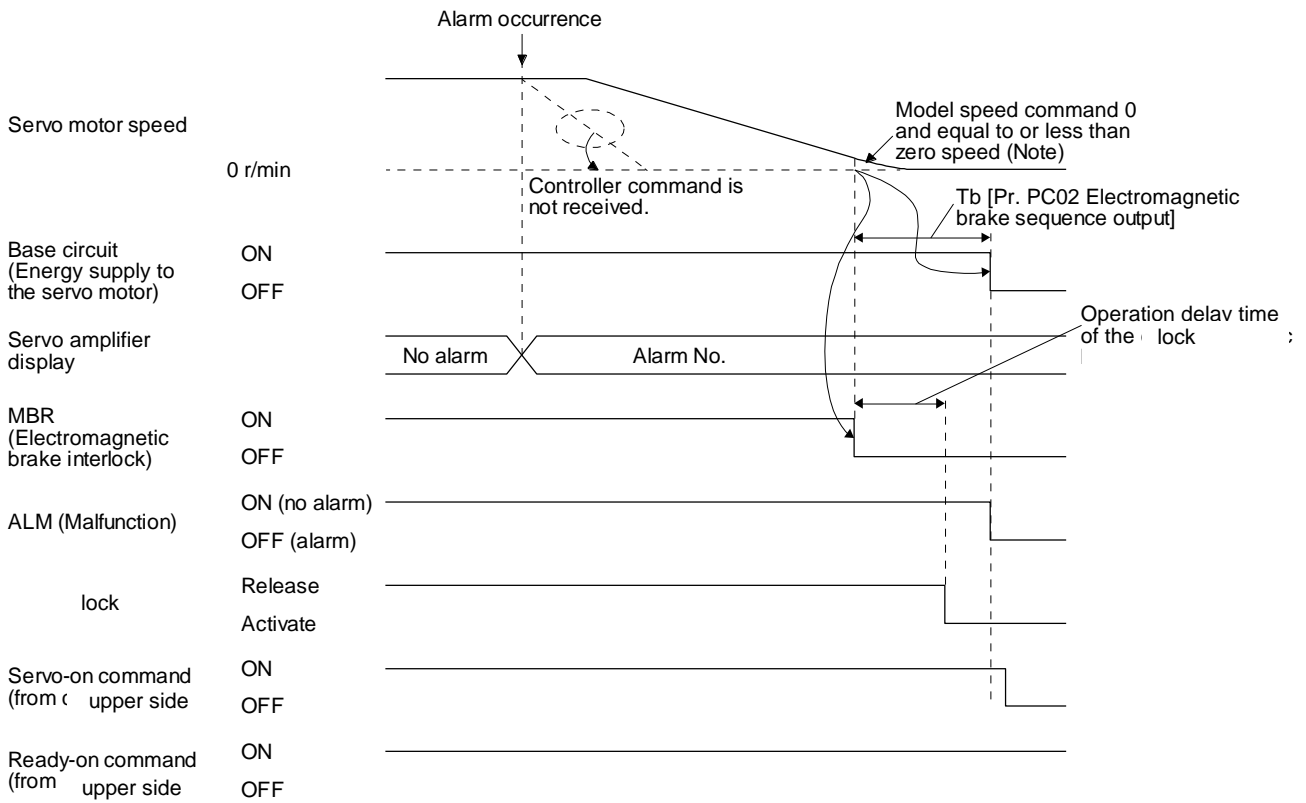 Alarm occurrence
Servo motor speed
0 r/min
Model speed command 0
and equal to or less than
zero speed (Note)
Controller command is
not received.
Tb [Pr. PC02 Electromagnetic
brake sequence output]
Base circuit
(Energy supply to
the servo motor)
ON
OFF
Operation delay time
of the lock
Servo amplifier
display
No alarm
Alarm No.
MBR
(Electromagnetic
brake interlock)
ON
OFF
ALM (Malfunction)
ON (no alarm)
OFF (alarm)
lock
Release
Activate
Servo-on command
(from upper side
ON
OFF
Ready-on command
(from upper side
ON
OFF